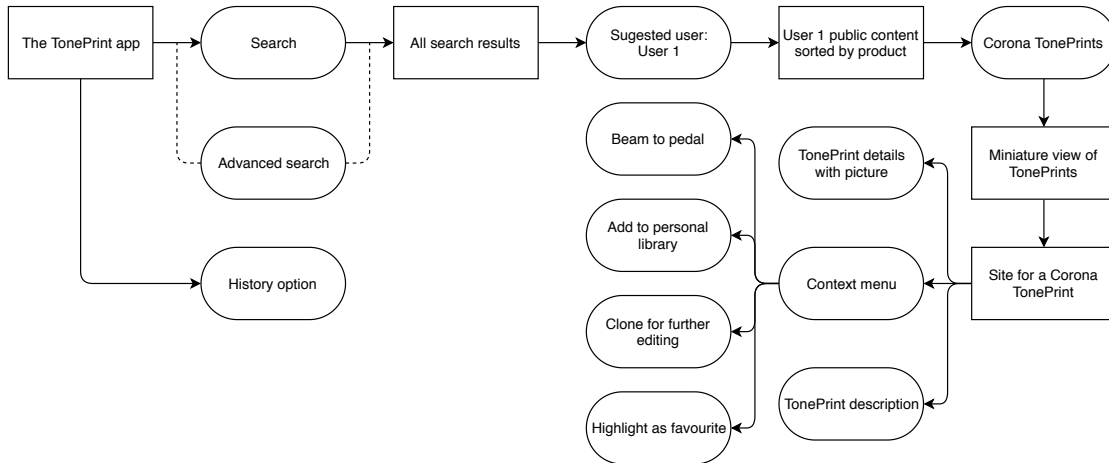 The TonePrint app
Search
All search results
Sugested user:
User 1
User 1 public content
sorted by product
Corona TonePrints
Advanced search
Beam to pedal
TonePrint details
with picture
Miniature view of
TonePrints
Add to personal
library
History option
Context menu
Site for a Corona
TonePrint
Clone for further
editing
TonePrint description
Highlight as favourite